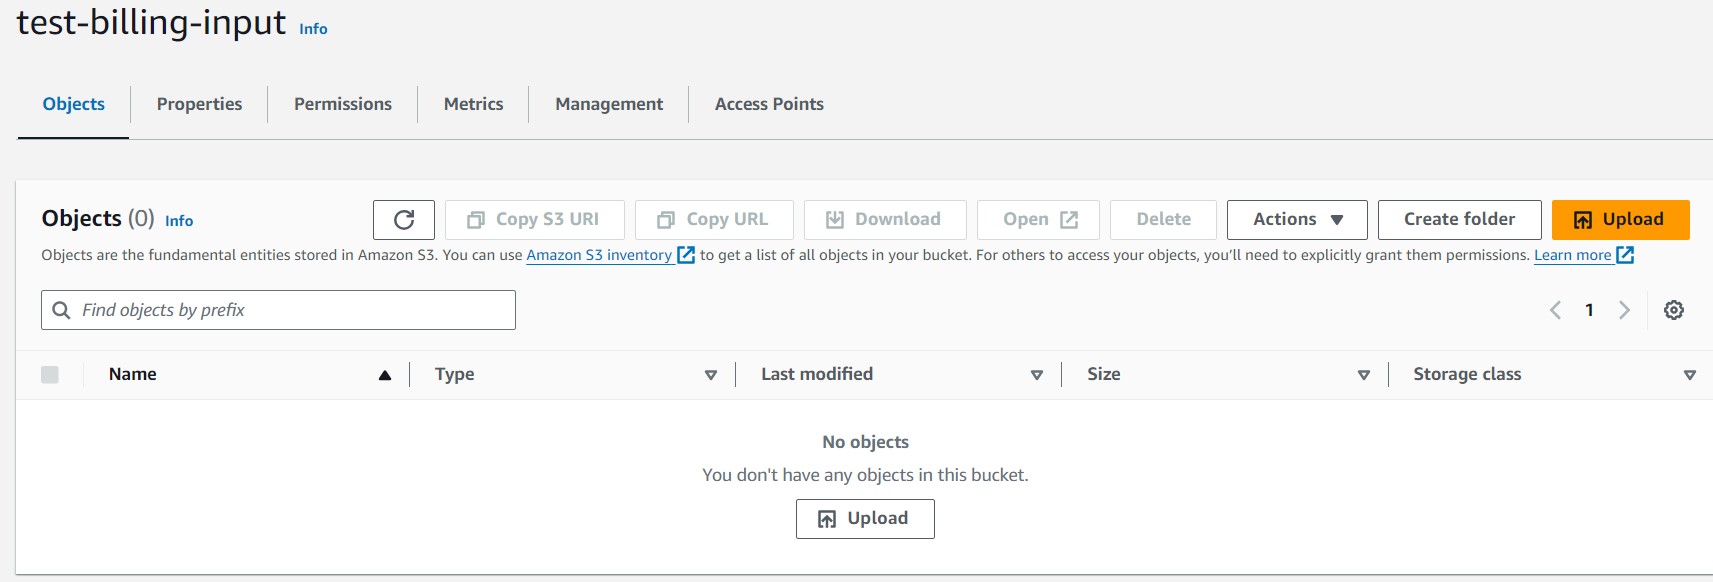 test-billing-input Info
Objects Properties Permissions Metrics Management Access Points
Objects (0) Info Copy S3 URI Copy URL Download Open Delete Actions Create folder Upload
Objects are the fundamental entities stored in Amazon S3. You can use Amazon S3 inventory to get a list of all objects in your bucket. For others to access your objects, you'll need to explicitly grant them permissions. Learn more
Find objects by prefix 1
Name Type Last modified Size Storage class
No objects
You don't have any objects in this bucket.
Upload